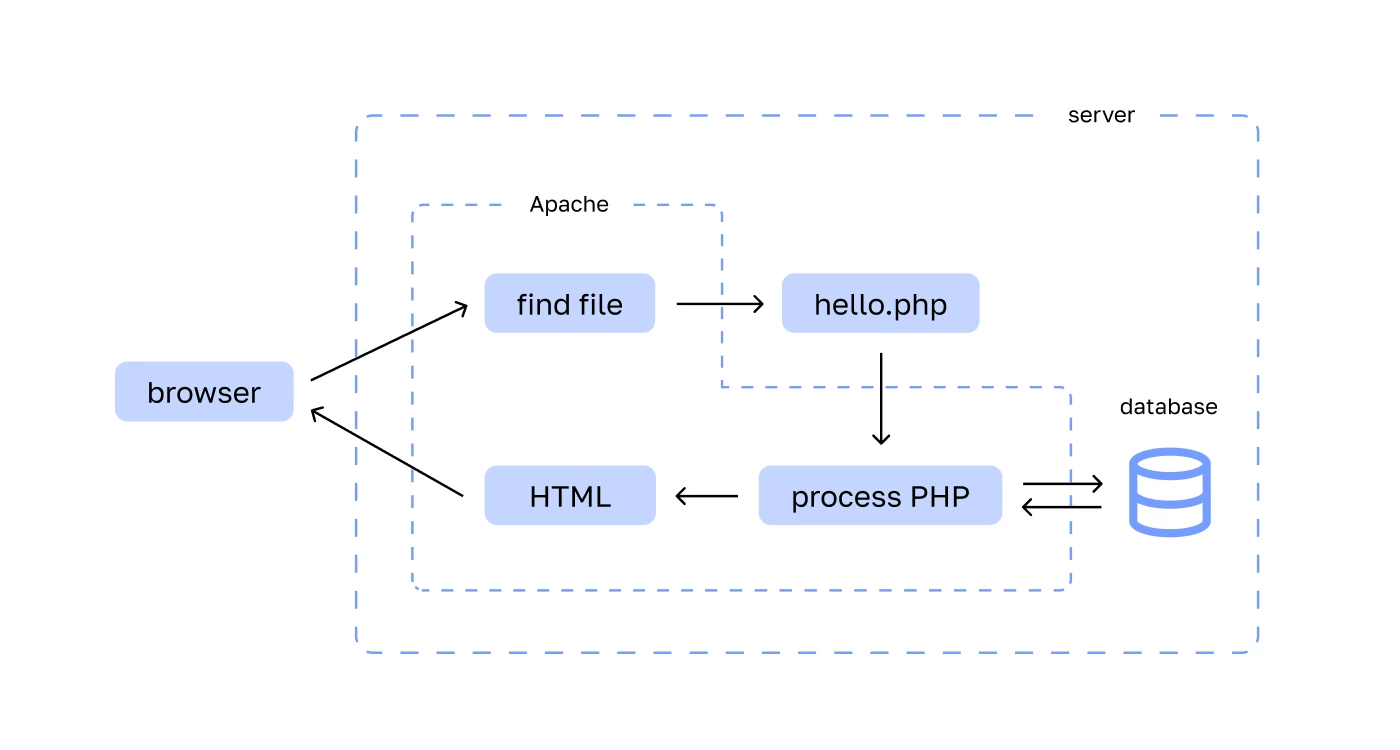 server
Apache
find file
hello.php
browser
database
HTML
process PHP